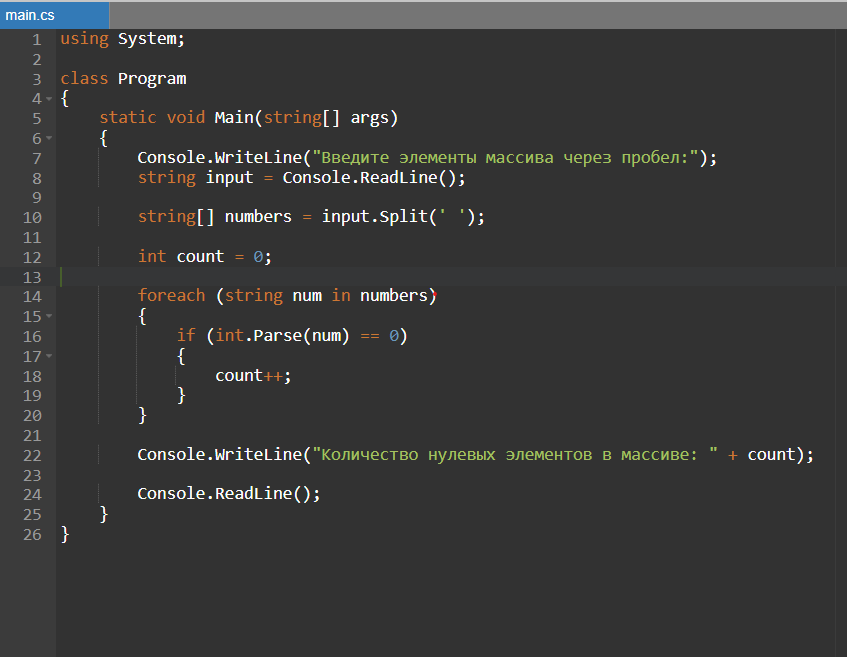 main.cs
1 using System;
2
3 class Program
4 {
5     static void Main(string[] args)
6     {
7         Console.WriteLine("Введите элементы массива через пробел:");
8         string input = Console.ReadLine();
9
10         string[] numbers = input.Split(' ');
11
12         int count = 0;
13
14         foreach (string num in numbers)
15         {
16             if (int.Parse(num) == 0)
17             {
18                 count++;
19             }
20         }
21
22         Console.WriteLine("Количество нулевых элементов в массиве: " + count);
23
24         Console.ReadLine();
25     }
26 }